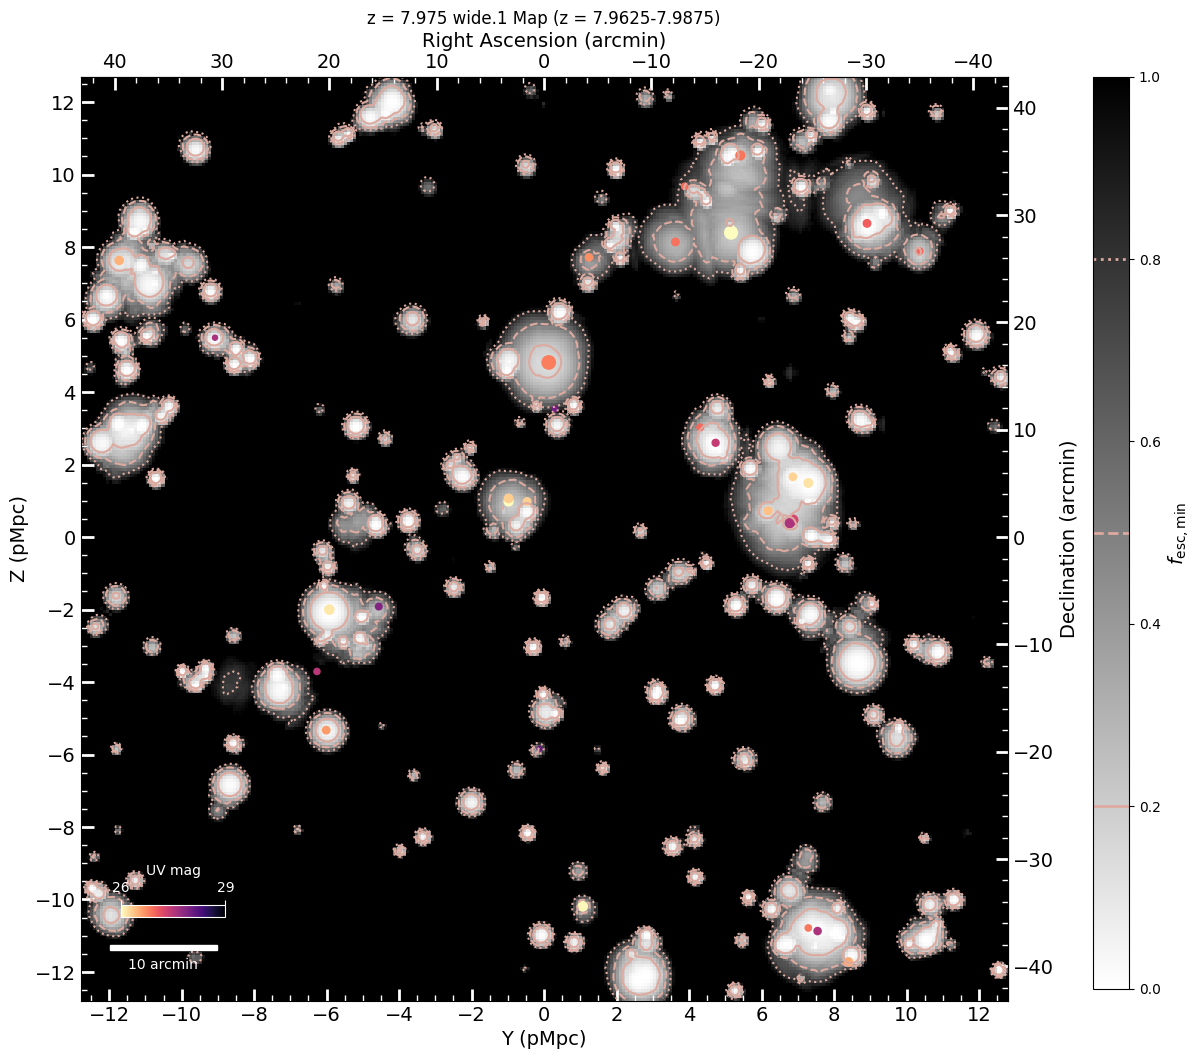 z = 7.975 wide.1 Map (z = 7.9625-7.9875)
Right Ascension (arcmin)
40 30 20 10 0 −10 −20 −30 −40
12
10
8
6
4
2
0
−2
−4
−6
−8
−10
−12
Z (pMpc)
40
30
20
10
0
−10
−20
−30
−40
Declination (arcmin)
1.0
0.8
0.6
0.4
0.2
0.0
fesc, min
UV mag
26 29
10 arcmin
−12 −10 −8 −6 −4 −2 0 2 4 6 8 10 12
Y (pMpc)